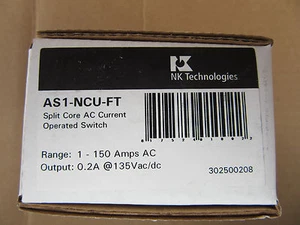 NK Technologies
AS1-NCU-FT
Split Core AC Current
Operated Switch
Range: 1 - 150 Amps AC
Output: 0.2A @135Vac/dc
302500208